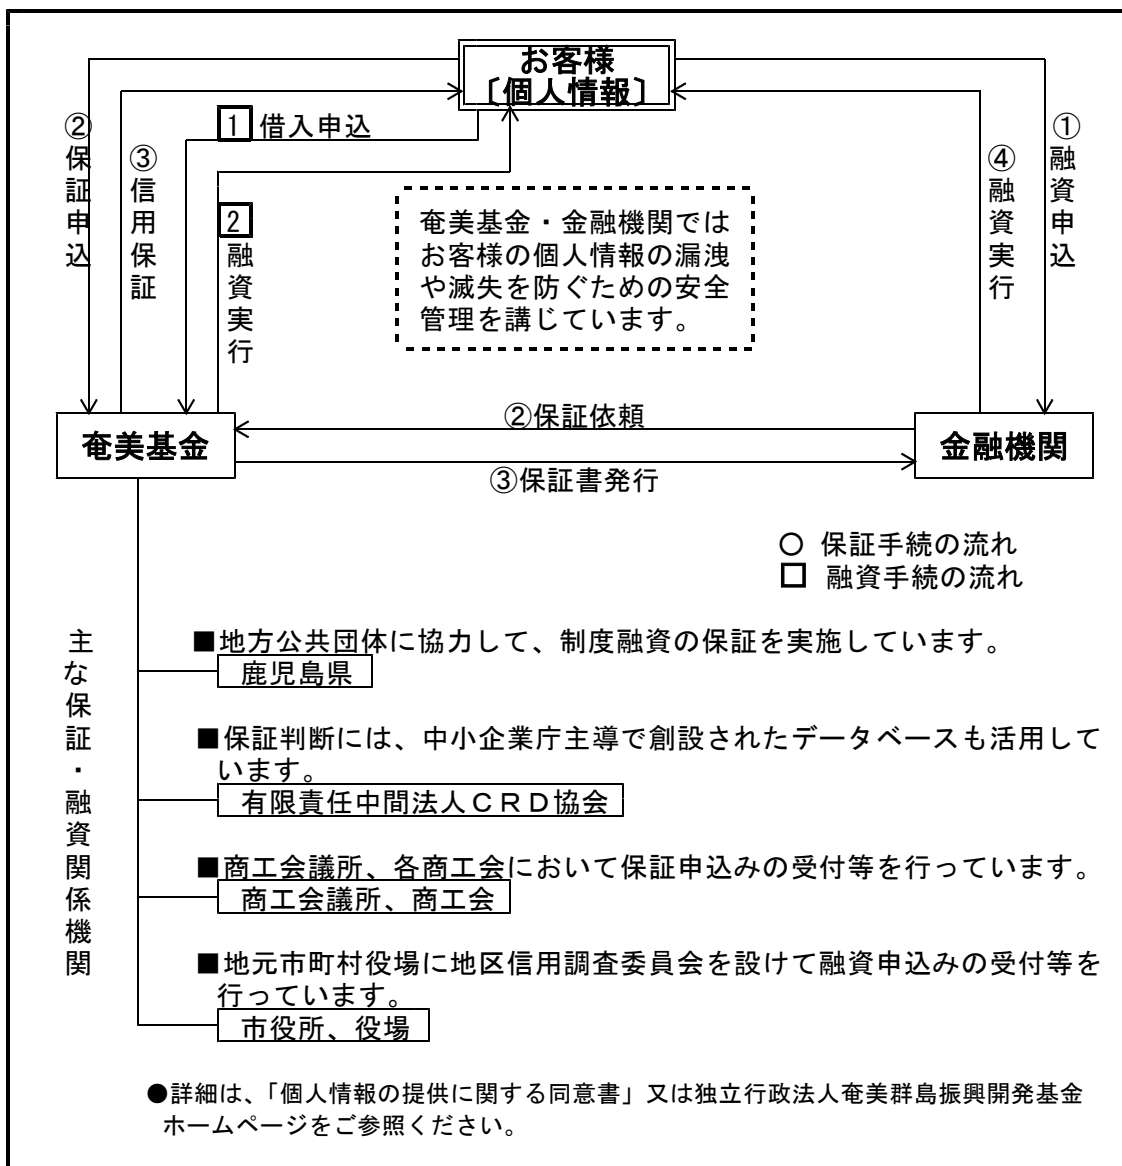 お客様
〔個人情報〕
②保証申込
③信用保証
1 借入申込
2 融資実行
④融資実行
①融資申込
奄美基金・金融機関では
お客様の個人情報の漏洩
や滅失を防ぐための安全
管理を講じています。
奄美基金
②保証依頼
③保証書発行
金融機関
○ 保証手続の流れ
□ 融資手続の流れ
主な保証・融資関係機関
■地方公共団体に協力して、制度融資の保証を実施しています。
鹿児島県
■保証判断には、中小企業庁主導で創設されたデータベースも活用して
います。
有限責任中間法人ＣＲＤ協会
■商工会議所、各商工会において保証申込みの受付等を行っています。
商工会議所、商工会
■地元市町村役場に地区信用調査委員会を設けて融資申込みの受付等を
行っています。
市役所、役場
●詳細は、「個人情報の提供に関する同意書」又は独立行政法人奄美群島振興開発基金
ホームページをご参照ください。